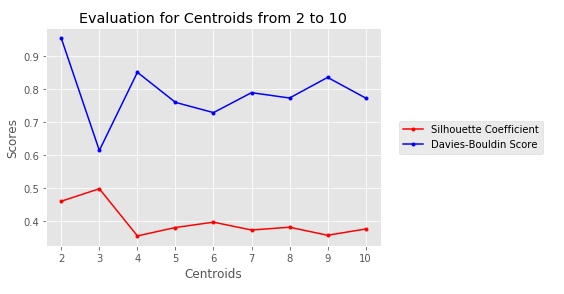 Evaluation for Centroids from 2 to 10
Scores
0.9
0.8
0.7
0.6
0.5
0.4
2 3 4 5 6 7 8 9 10
Centroids
Silhouette Coefficient
Davies-Bouldin Score